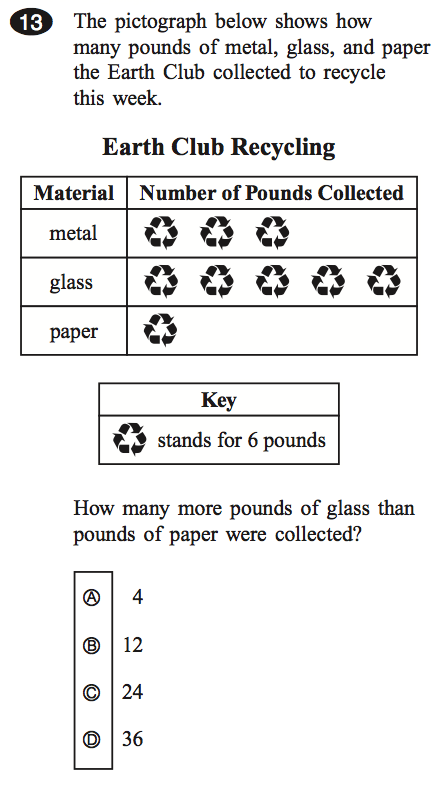 13 The pictograph below shows how
many pounds of metal, glass, and paper
the Earth Club collected to recycle
this week.
Earth Club Recycling
Material Number of Pounds Collected
metal
glass
paper
Key
stands for 6 pounds
How many more pounds of glass than
pounds of paper were collected?
A 4
B 12
C 24
D 36